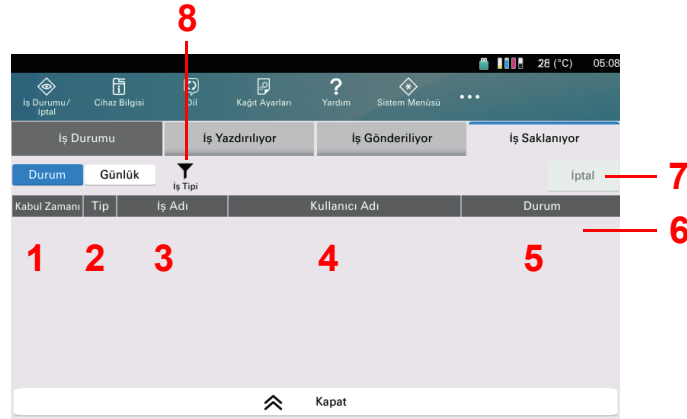 8
28 (°C) 05:08
İş Durumu/ İptal Cihaz Bilgisi Dil Kağıt Ayarları Yardım Sistem Menüsü
İş Durumu İş Yazdırılıyor İş Gönderiliyor İş Saklanıyor
Durum Günlük İş Tipi İptal 7
Kabul Zamanı Tip İş Adı Kullanıcı Adı Durum
6
1 2 3 4 5
Kapat